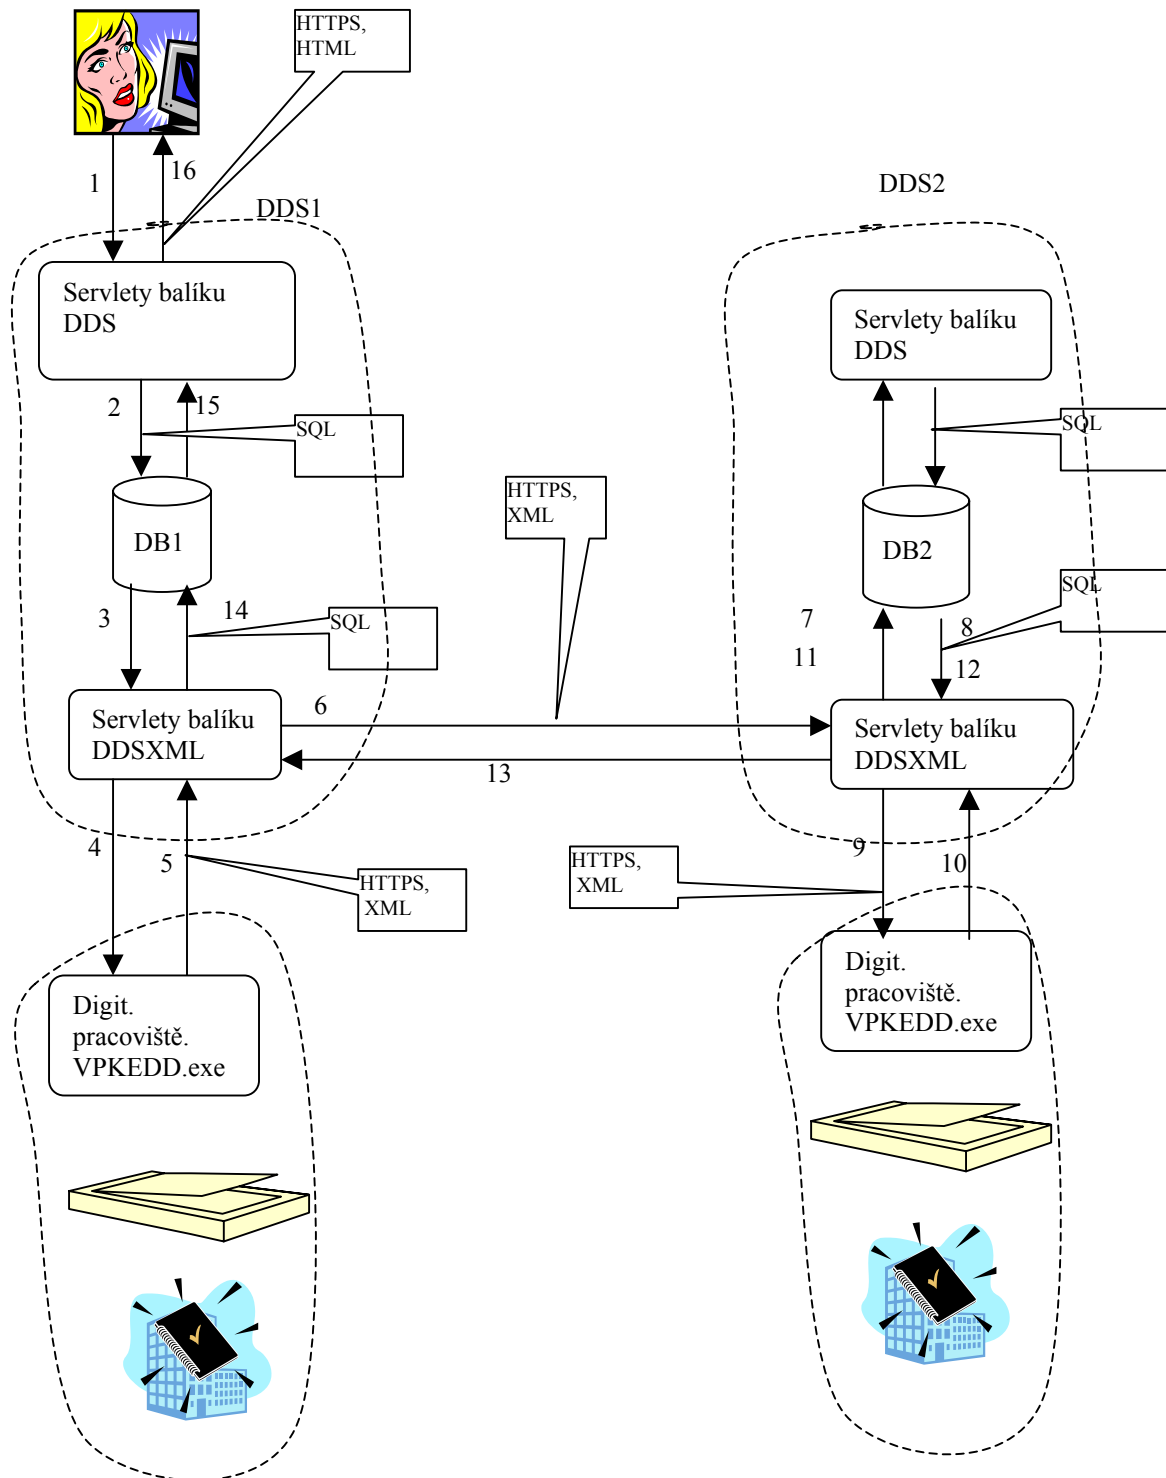 HTTPS,
HTML
1
16
DDS1
DDS2
Servlety balíku
DDS
Servlety balíku
DDS
2
15
SQL
SQL
HTTPS,
XML
DB1
DB2
3
14
SQL
SQL
7
8
11
12
Servlety balíku
DDSXML
6
Servlety balíku
DDSXML
13
4
5
HTTPS,
XML
9
10
HTTPS,
XML
Digit.
pracoviště.
VPKEDD.exe
Digit.
pracoviště.
VPKEDD.exe